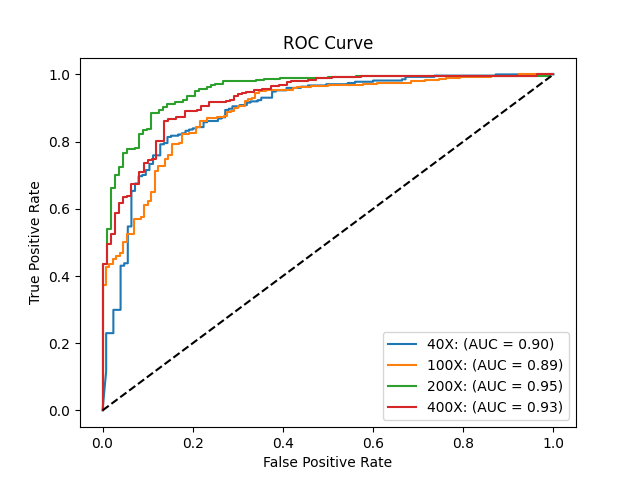 ROC Curve
1.0
0.8
0.6
0.4
0.2
0.0
True Positive Rate
40X: (AUC = 0.90)
100X: (AUC = 0.89)
200X: (AUC = 0.95)
400X: (AUC = 0.93)
0.0 0.2 0.4 0.6 0.8 1.0
False Positive Rate